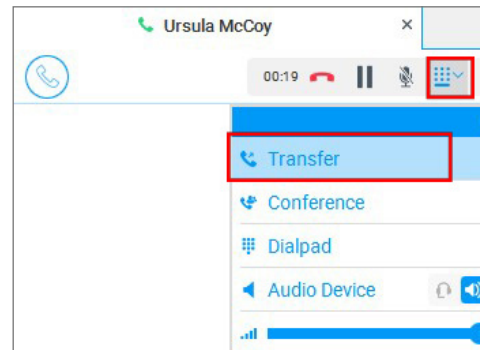 Ursula McCoy
00:19
Transfer
Conference
Dialpad
Audio Device